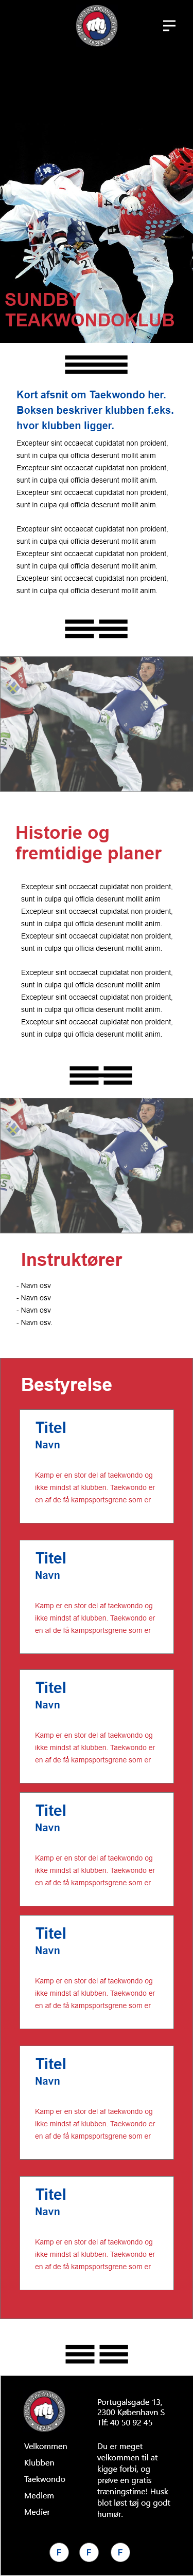 SUNDBY
TEAKWONDOKLUB
Kort afsnit om Taekwondo her.
Boksen beskriver klubben f.eks.
hvor klubben ligger.
Excepteur sint occaecat cupidatat non proident,
sunt in culpa qui officia deserunt mollit anim
Excepteur sint occaecat cupidatat non proident,
sunt in culpa qui officia deserunt mollit anim.
Excepteur sint occaecat cupidatat non proident,
sunt in culpa qui officia deserunt mollit anim.
Excepteur sint occaecat cupidatat non proident,
sunt in culpa qui officia deserunt mollit anim
Excepteur sint occaecat cupidatat non proident,
sunt in culpa qui officia deserunt mollit anim.
Excepteur sint occaecat cupidatat non proident,
sunt in culpa qui officia deserunt mollit anim.
Historie og
fremtidige planer
Excepteur sint occaecat cupidatat non proident,
sunt in culpa qui officia deserunt mollit anim
Excepteur sint occaecat cupidatat non proident,
sunt in culpa qui officia deserunt mollit anim.
Excepteur sint occaecat cupidatat non proident,
sunt in culpa qui officia deserunt mollit anim.
Excepteur sint occaecat cupidatat non proident,
sunt in culpa qui officia deserunt mollit anim
Excepteur sint occaecat cupidatat non proident,
sunt in culpa qui officia deserunt mollit anim.
Excepteur sint occaecat cupidatat non proident,
sunt in culpa qui officia deserunt mollit anim.
Instruktører
- Navn osv
- Navn osv
- Navn osv
- Navn osv.
Bestyrelse
Titel
Navn
Kamp er en stor del af taekwondo og
ikke mindst af klubben. Taekwondo er
en af de få kampsportsgrene som er
Titel
Navn
Kamp er en stor del af taekwondo og
ikke mindst af klubben. Taekwondo er
en af de få kampsportsgrene som er
Titel
Navn
Kamp er en stor del af taekwondo og
ikke mindst af klubben. Taekwondo er
en af de få kampsportsgrene som er
Titel
Navn
Kamp er en stor del af taekwondo og
ikke mindst af klubben. Taekwondo er
en af de få kampsportsgrene som er
Titel
Navn
Kamp er en stor del af taekwondo og
ikke mindst af klubben. Taekwondo er
en af de få kampsportsgrene som er
Titel
Navn
Kamp er en stor del af taekwondo og
ikke mindst af klubben. Taekwondo er
en af de få kampsportsgrene som er
Titel
Navn
Kamp er en stor del af taekwondo og
ikke mindst af klubben. Taekwondo er
en af de få kampsportsgrene som er
Velkommen
Klubben
Taekwondo
Medlem
Medier
Portugalsgade 13,
2300 København S
Tlf: 40 50 92 45
Du er meget
velkommen til at
kigge forbi, og
prøve en gratis
træningstime! Husk
blot løst tøj og godt
humør.
F F F